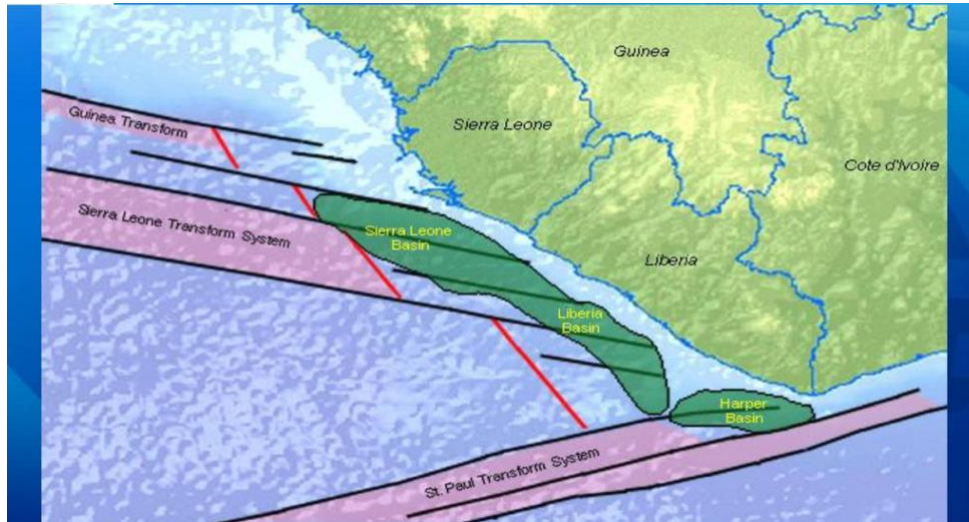 Guinea
Guinea Transform
Sierra Leone
Cote d'Ivoire
Sierra Leone Transform System
Sierra Leone
Basin
Liberia
Liberia
Basin
Harper
Basin
St. Paul Transform System